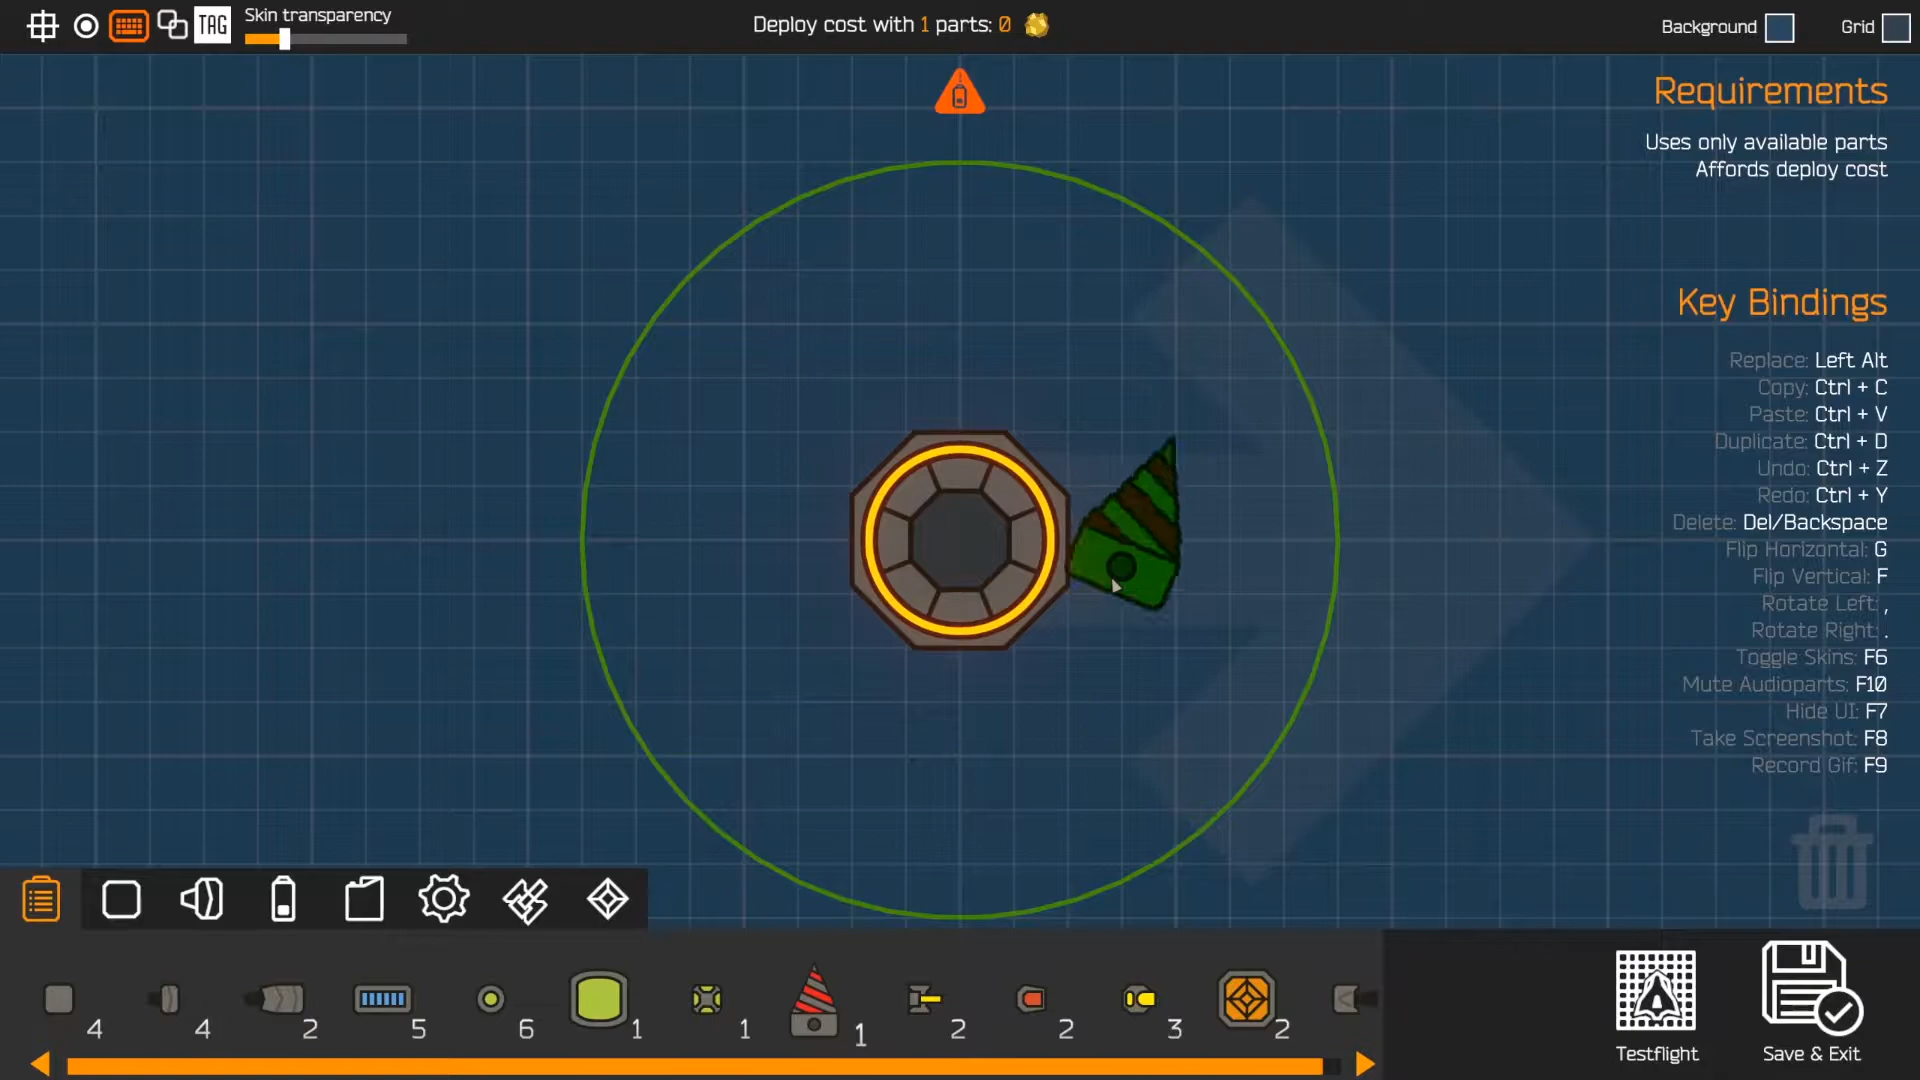 TAG
Skin transparency
Deploy cost with 1 parts: 0
Background
Grid
Requirements
Uses only available parts
Affords deploy cost
Key Bindings
Replace: Left Alt
Copy: Ctrl + C
Paste: Ctrl + V
Duplicate: Ctrl + D
Undo: Ctrl + Z
Redo: Ctrl + Y
Delete: Del/Backspace
Flip Horizontal: G
Flip Vertical: F
Rotate Left: ,
Rotate Right: .
Toggle Skins: F6
Mute Audioparts: F10
Hide UI: F7
Take Screenshot: F8
Record Gif: F9
4 4 2 5 6 1 1 1 2 2 3 2
Testflight
Save & Exit